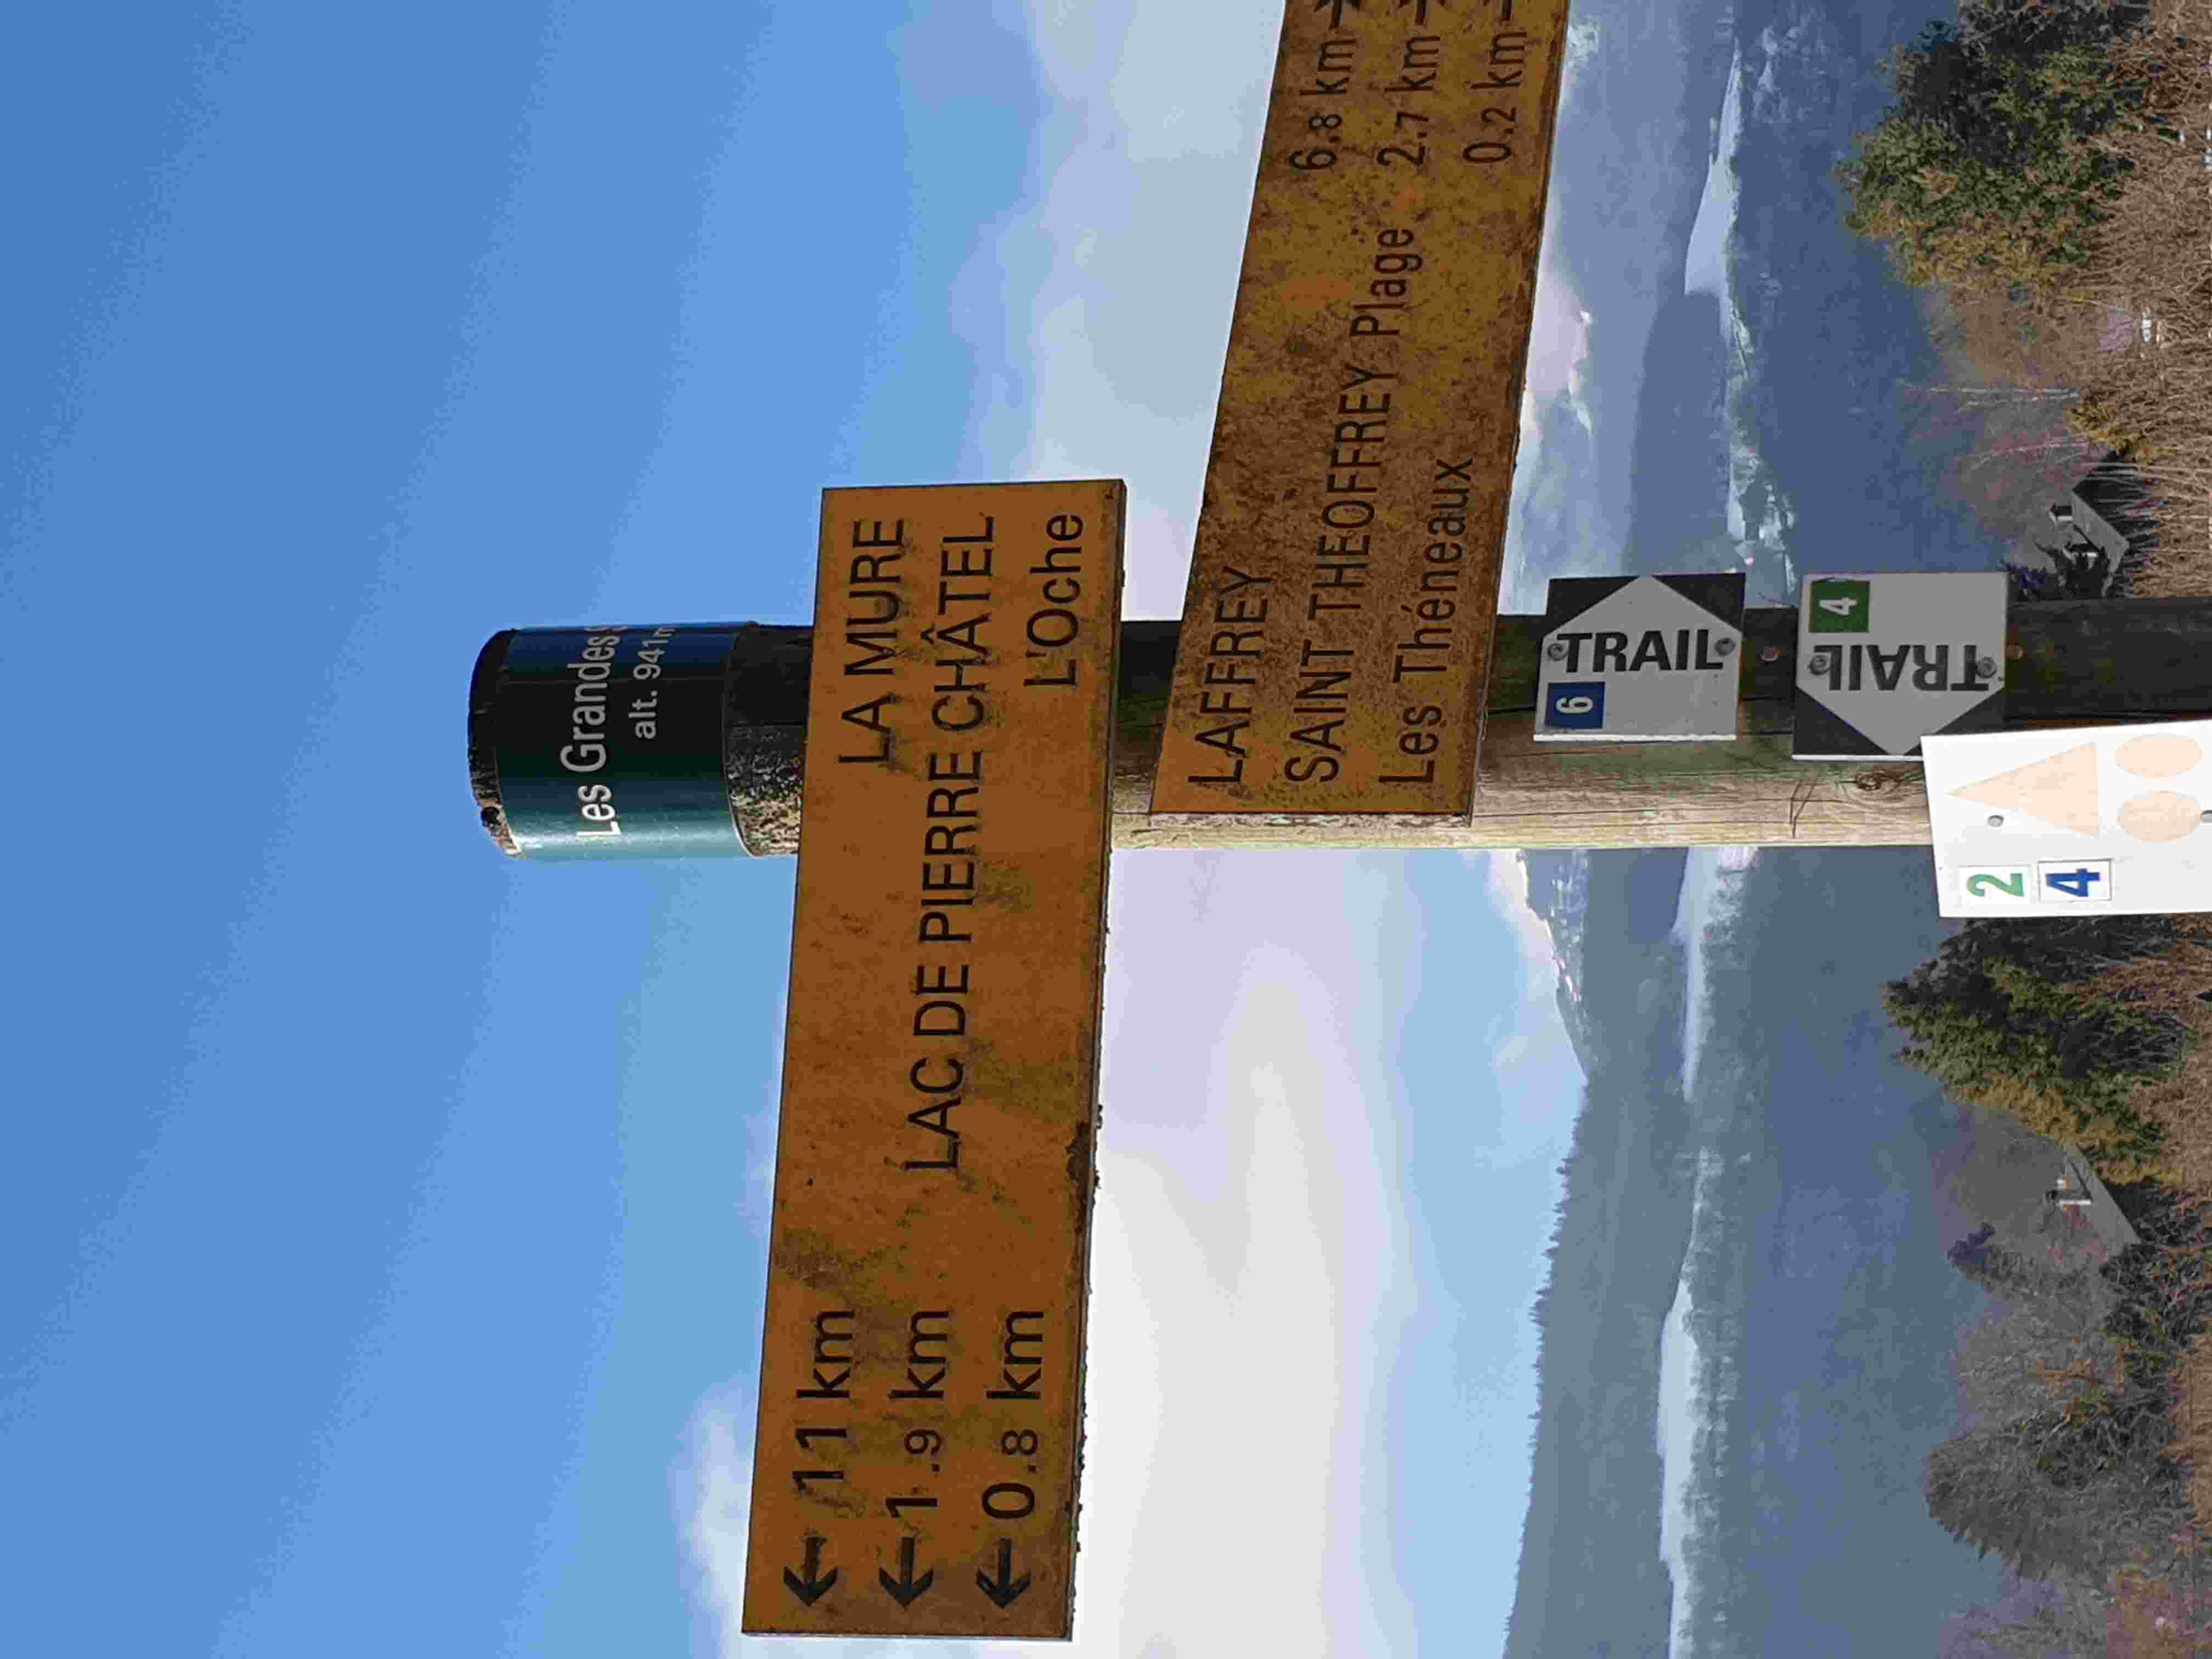 Les Grandes
alt. 941m
← 11 km LA MURE
← 1.9 km LAC DE PIERRE CHÂTEL
← 0.8 km L'Oche
LAFFREY 6.8 km →
SAINT THEOFFREY Plage 2.7 km →
Les Théneaux 0.2 km →
6 TRAIL
TRAIL 4
2
4